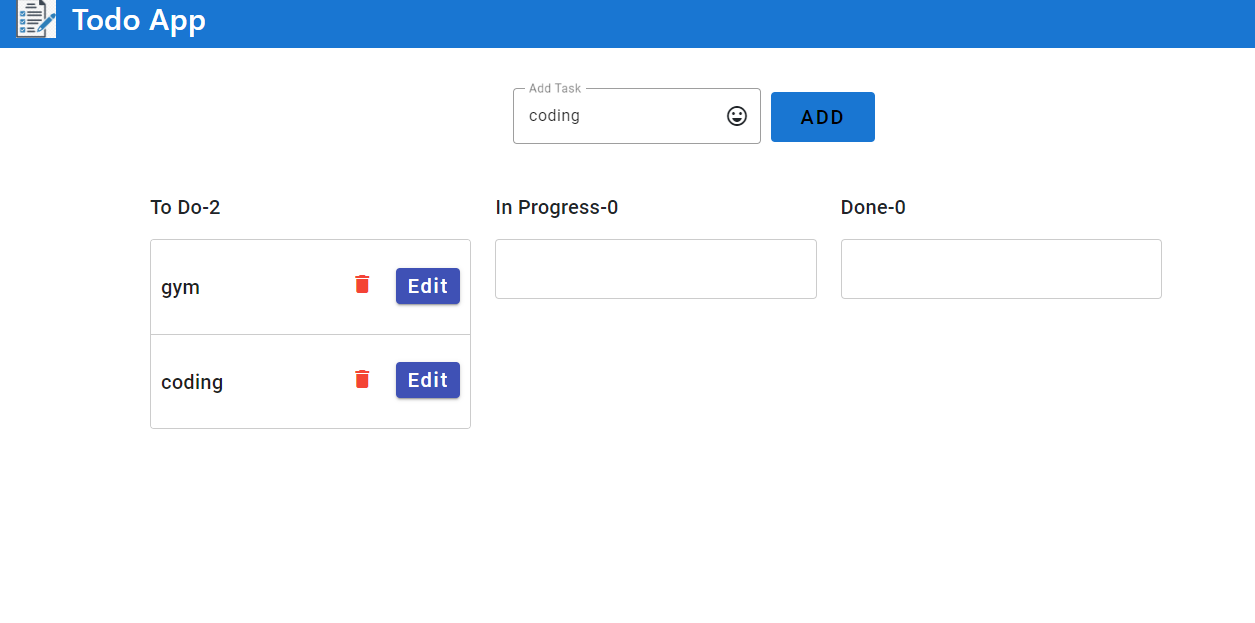 Todo App
Add Task
coding
ADD
To Do-2
In Progress-0
Done-0
gym
Edit
coding
Edit